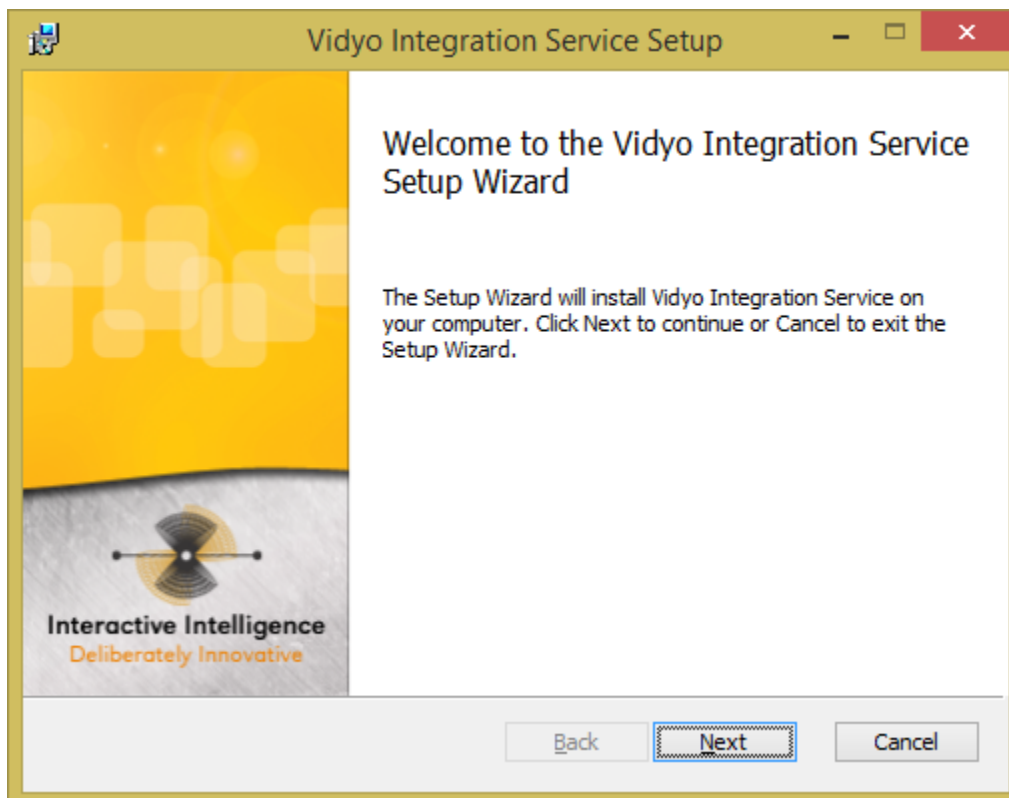 Vidyo Integration Service Setup
Welcome to the Vidyo Integration Service
Setup Wizard
The Setup Wizard will install Vidyo Integration Service on
your computer. Click Next to continue or Cancel to exit the
Setup Wizard.
Interactive Intelligence
Deliberately Innovative
Back
Next
Cancel